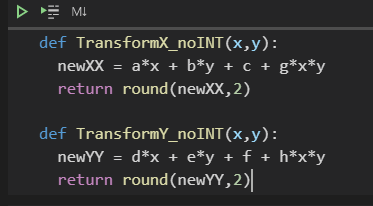 M↓
def TransformX_noINT(x,y):
newXX = a*x + b*y + c + g*x*y
return round(newXX,2)
def TransformY_noINT(x,y):
newYY = d*x + e*y + f + h*x*y
return round(newYY,2)